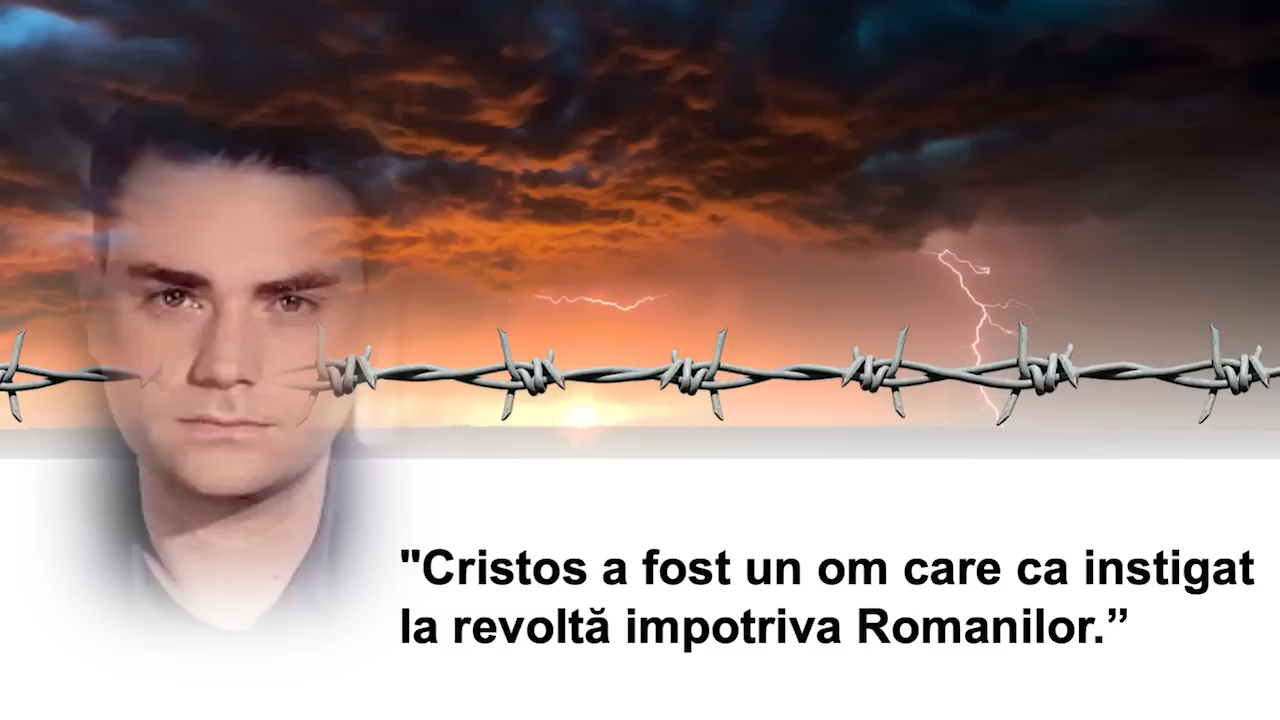 "Cristos a fost un om care ca instigat
la revoltă impotriva Romanilor.”